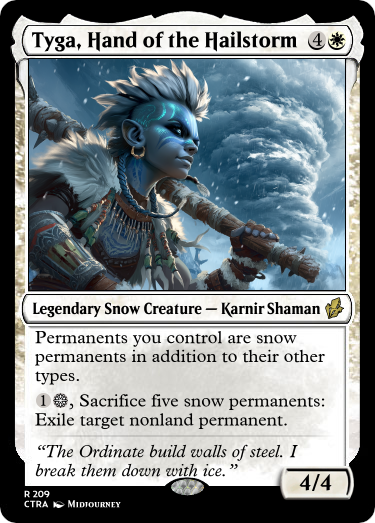 Tyga, Hand of the Hailstorm 4
Legendary Snow Creature — Karnir Shaman
Permanents you control are snow
permanents in addition to their other
types.
1 , Sacrifice five snow permanents:
Exile target nonland permanent.
“The Ordinate build walls of steel. I
break them down with ice.”
4/4
R 209
CTRA Midjourney